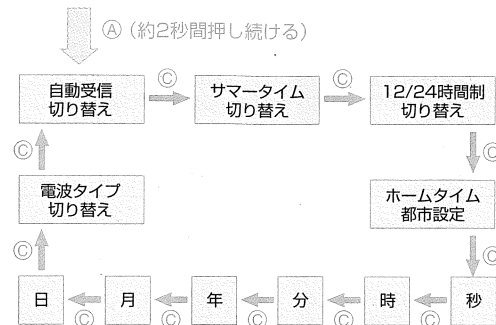 Ⓐ（約2秒間押し続ける）
自動受信
切り替え
Ⓒ
サマータイム
切り替え
Ⓒ
12/24時間制
切り替え
Ⓒ
ホームタイム
都市設定
Ⓒ
秒
Ⓒ
時
Ⓒ
分
Ⓒ
年
Ⓒ
月
Ⓒ
日
Ⓒ
電波タイプ
切り替え
Ⓒ